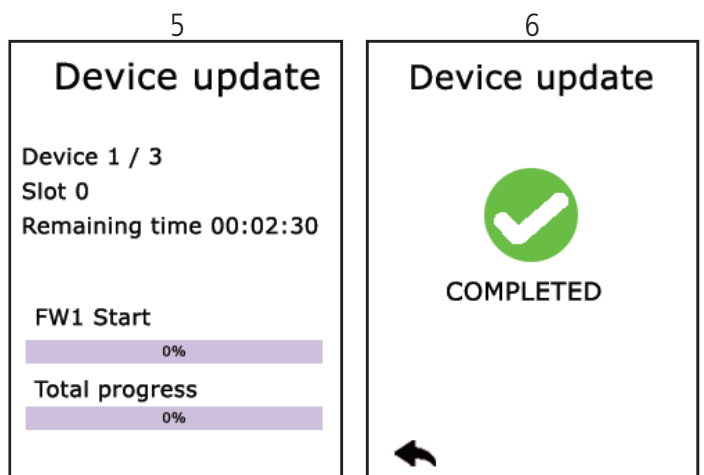 5
Device update
Device 1 / 3
Slot 0
Remaining time 00:02:30
FW1 Start
0%
Total progress
0%
6
Device update
COMPLETED